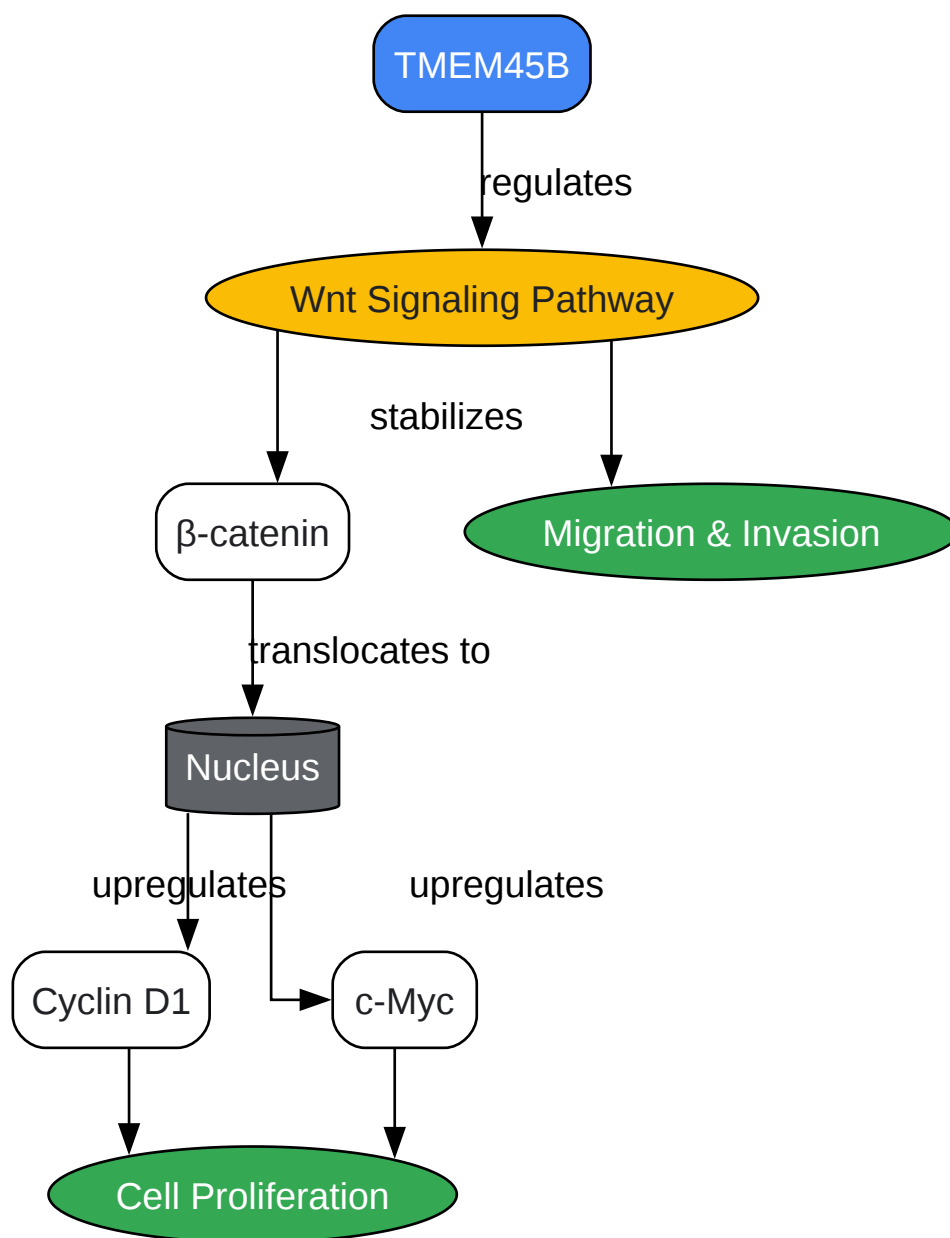 TMEM45B
regulates
Wnt Signaling Pathway
stabilizes
β-catenin
Migration & Invasion
translocates to
Nucleus
upregulates
upregulates
Cyclin D1
c-Myc
Cell Proliferation